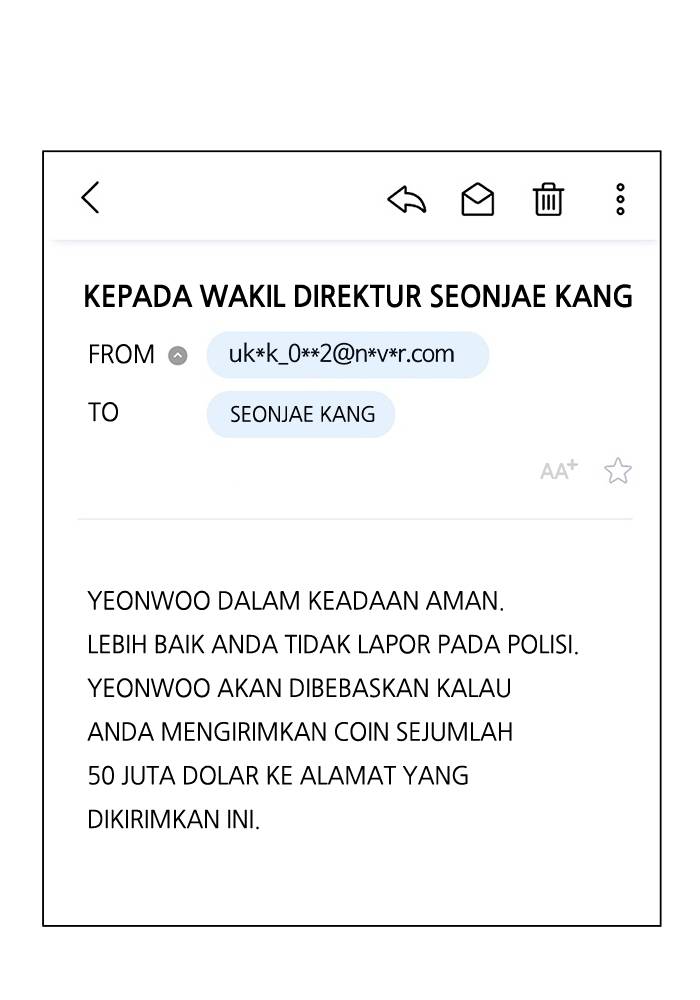 KEPADA WAKIL DIREKTUR SEONJAE KANG
FROM uk*k_0**2@n*v*r.com
TO SEONJAE KANG
AA+
YEONWOO DALAM KEADAAN AMAN.
LEBIH BAIK ANDA TIDAK LAPOR PADA POLISI.
YEONWOO AKAN DIBEBASKAN KALAU
ANDA MENGIRIMKAN COIN SEJUMLAH
50 JUTA DOLAR KE ALAMAT YANG
DIKIRIMKAN INI.